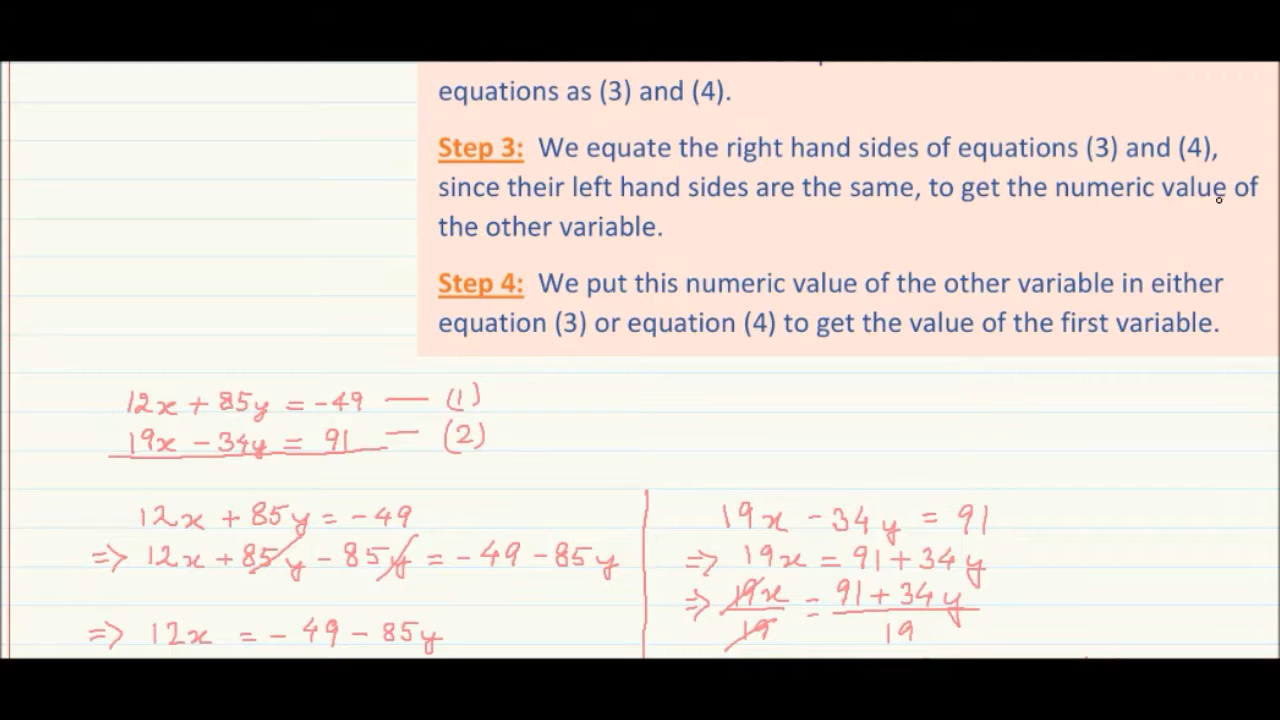 equations as (3) and (4).
Step 3: We equate the right hand sides of equations (3) and (4),
since their left hand sides are the same, to get the numeric value of
the other variable.
Step 4: We put this numeric value of the other variable in either
equation (3) or equation (4) to get the value of the first variable.
12x + 85y = -49 — (1)
19x - 34y = 91 — (2)
12x + 85y = -49
=> 12x + 85y - 85y = -49 - 85y
=> 12x = -49 - 85y
19x - 34y = 91
=> 19x = 91 + 34y
=> 19x/19 = 91 + 34y/19